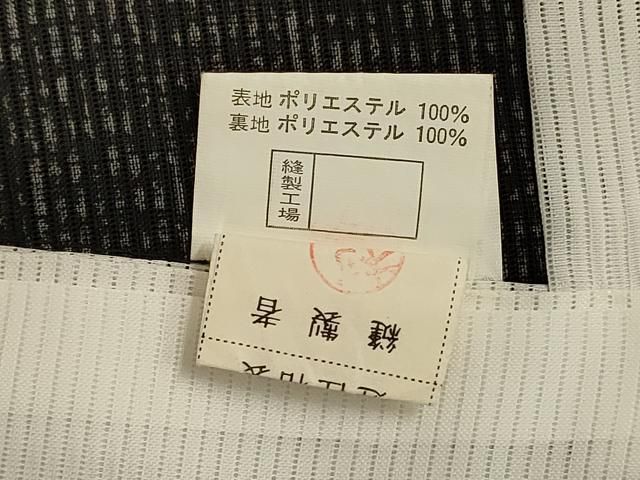 表地 ポリエステル 100%
裏地 ポリエステル 100%
縫製工場
縫製者